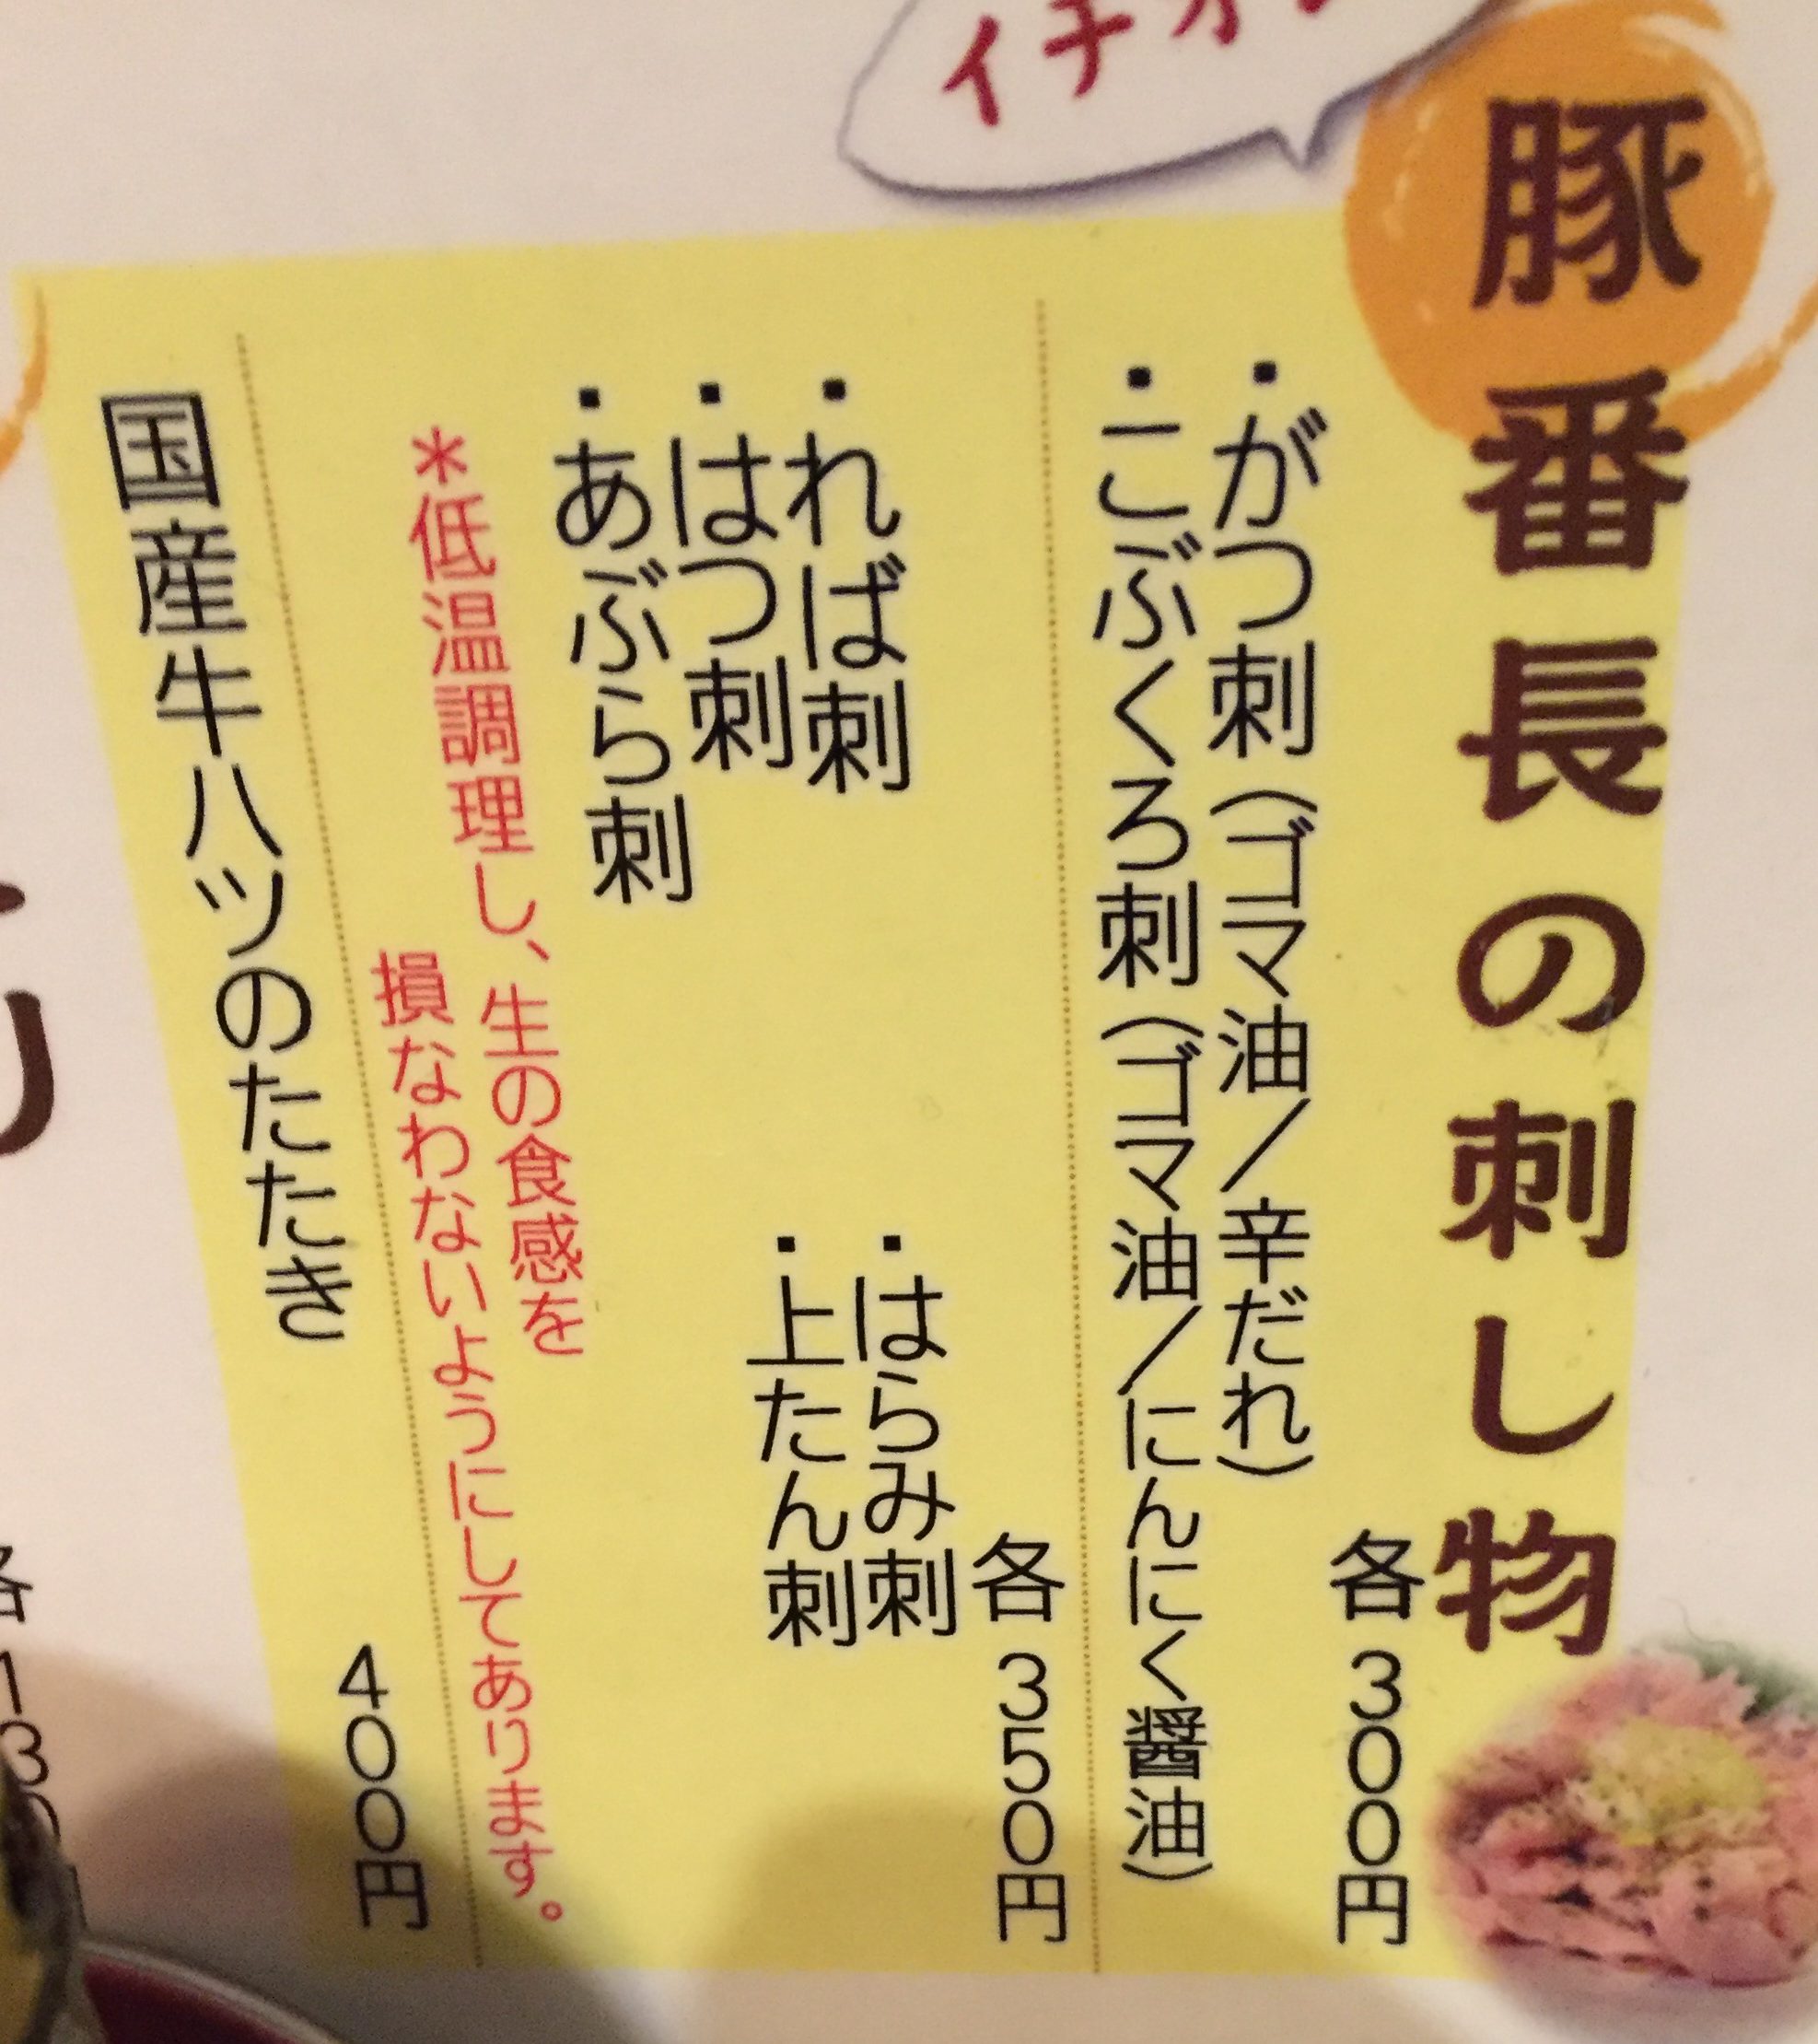 イチオ
豚番長の刺し物
各300円
・がつ刺（ゴマ油／辛だれ）
・こぶくろ刺（ゴマ油／にんにく醤油）
各350円
・れば刺
・はつ刺
・あぶら刺
・はらみ刺
・上たん刺
＊低温調理し、生の食感を
損なわないようにしてあります。
国産牛ハツのたたき
400円